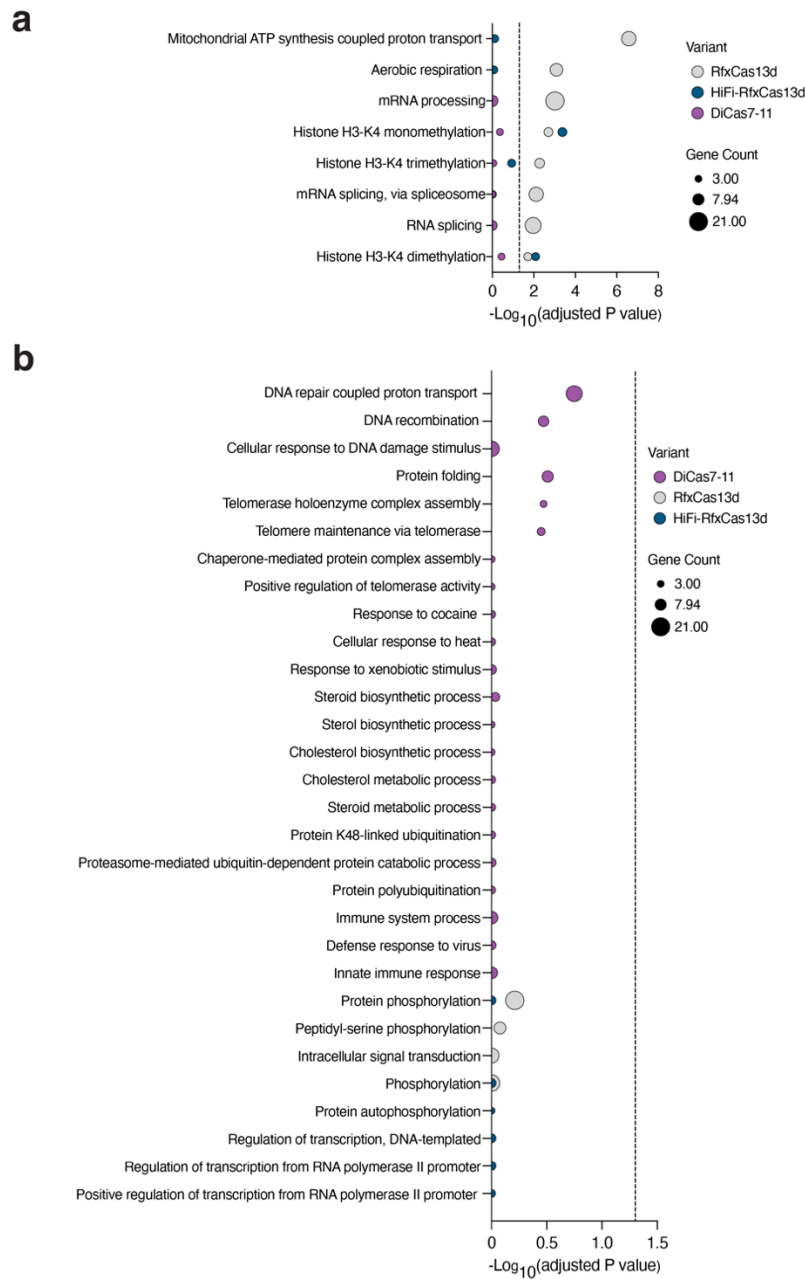 a
Mitochondrial ATP synthesis coupled proton transport
Aerobic respiration
mRNA processing
Histone H3-K4 monomethylation
Histone H3-K4 trimethylation
mRNA splicing, via spliceosome
RNA splicing
Histone H3-K4 dimethylation
0 2 4 6 8
-Log10(adjusted P value)
Variant
RfxCas13d
HiFi-RfxCas13d
DiCas7-11
Gene Count
3.00
7.94
21.00
b
DNA repair coupled proton transport
DNA recombination
Cellular response to DNA damage stimulus
Protein folding
Telomerase holoenzyme complex assembly
Telomere maintenance via telomerase
Chaperone-mediated protein complex assembly
Positive regulation of telomerase activity
Response to cocaine
Cellular response to heat
Response to xenobiotic stimulus
Steroid biosynthetic process
Sterol biosynthetic process
Cholesterol biosynthetic process
Cholesterol metabolic process
Steroid metabolic process
Protein K48-linked ubiquitination
Proteasome-mediated ubiquitin-dependent protein catabolic process
Protein polyubiquitination
Immune system process
Defense response to virus
Innate immune response
Protein phosphorylation
Peptidyl-serine phosphorylation
Intracellular signal transduction
Phosphorylation
Protein autophosphorylation
Regulation of transcription, DNA-templated
Regulation of transcription from RNA polymerase II promoter
Positive regulation of transcription from RNA polymerase II promoter
0 0.5 1.0 1.5
-Log10(adjusted P value)
Variant
DiCas7-11
RfxCas13d
HiFi-RfxCas13d
Gene Count
3.00
7.94
21.00